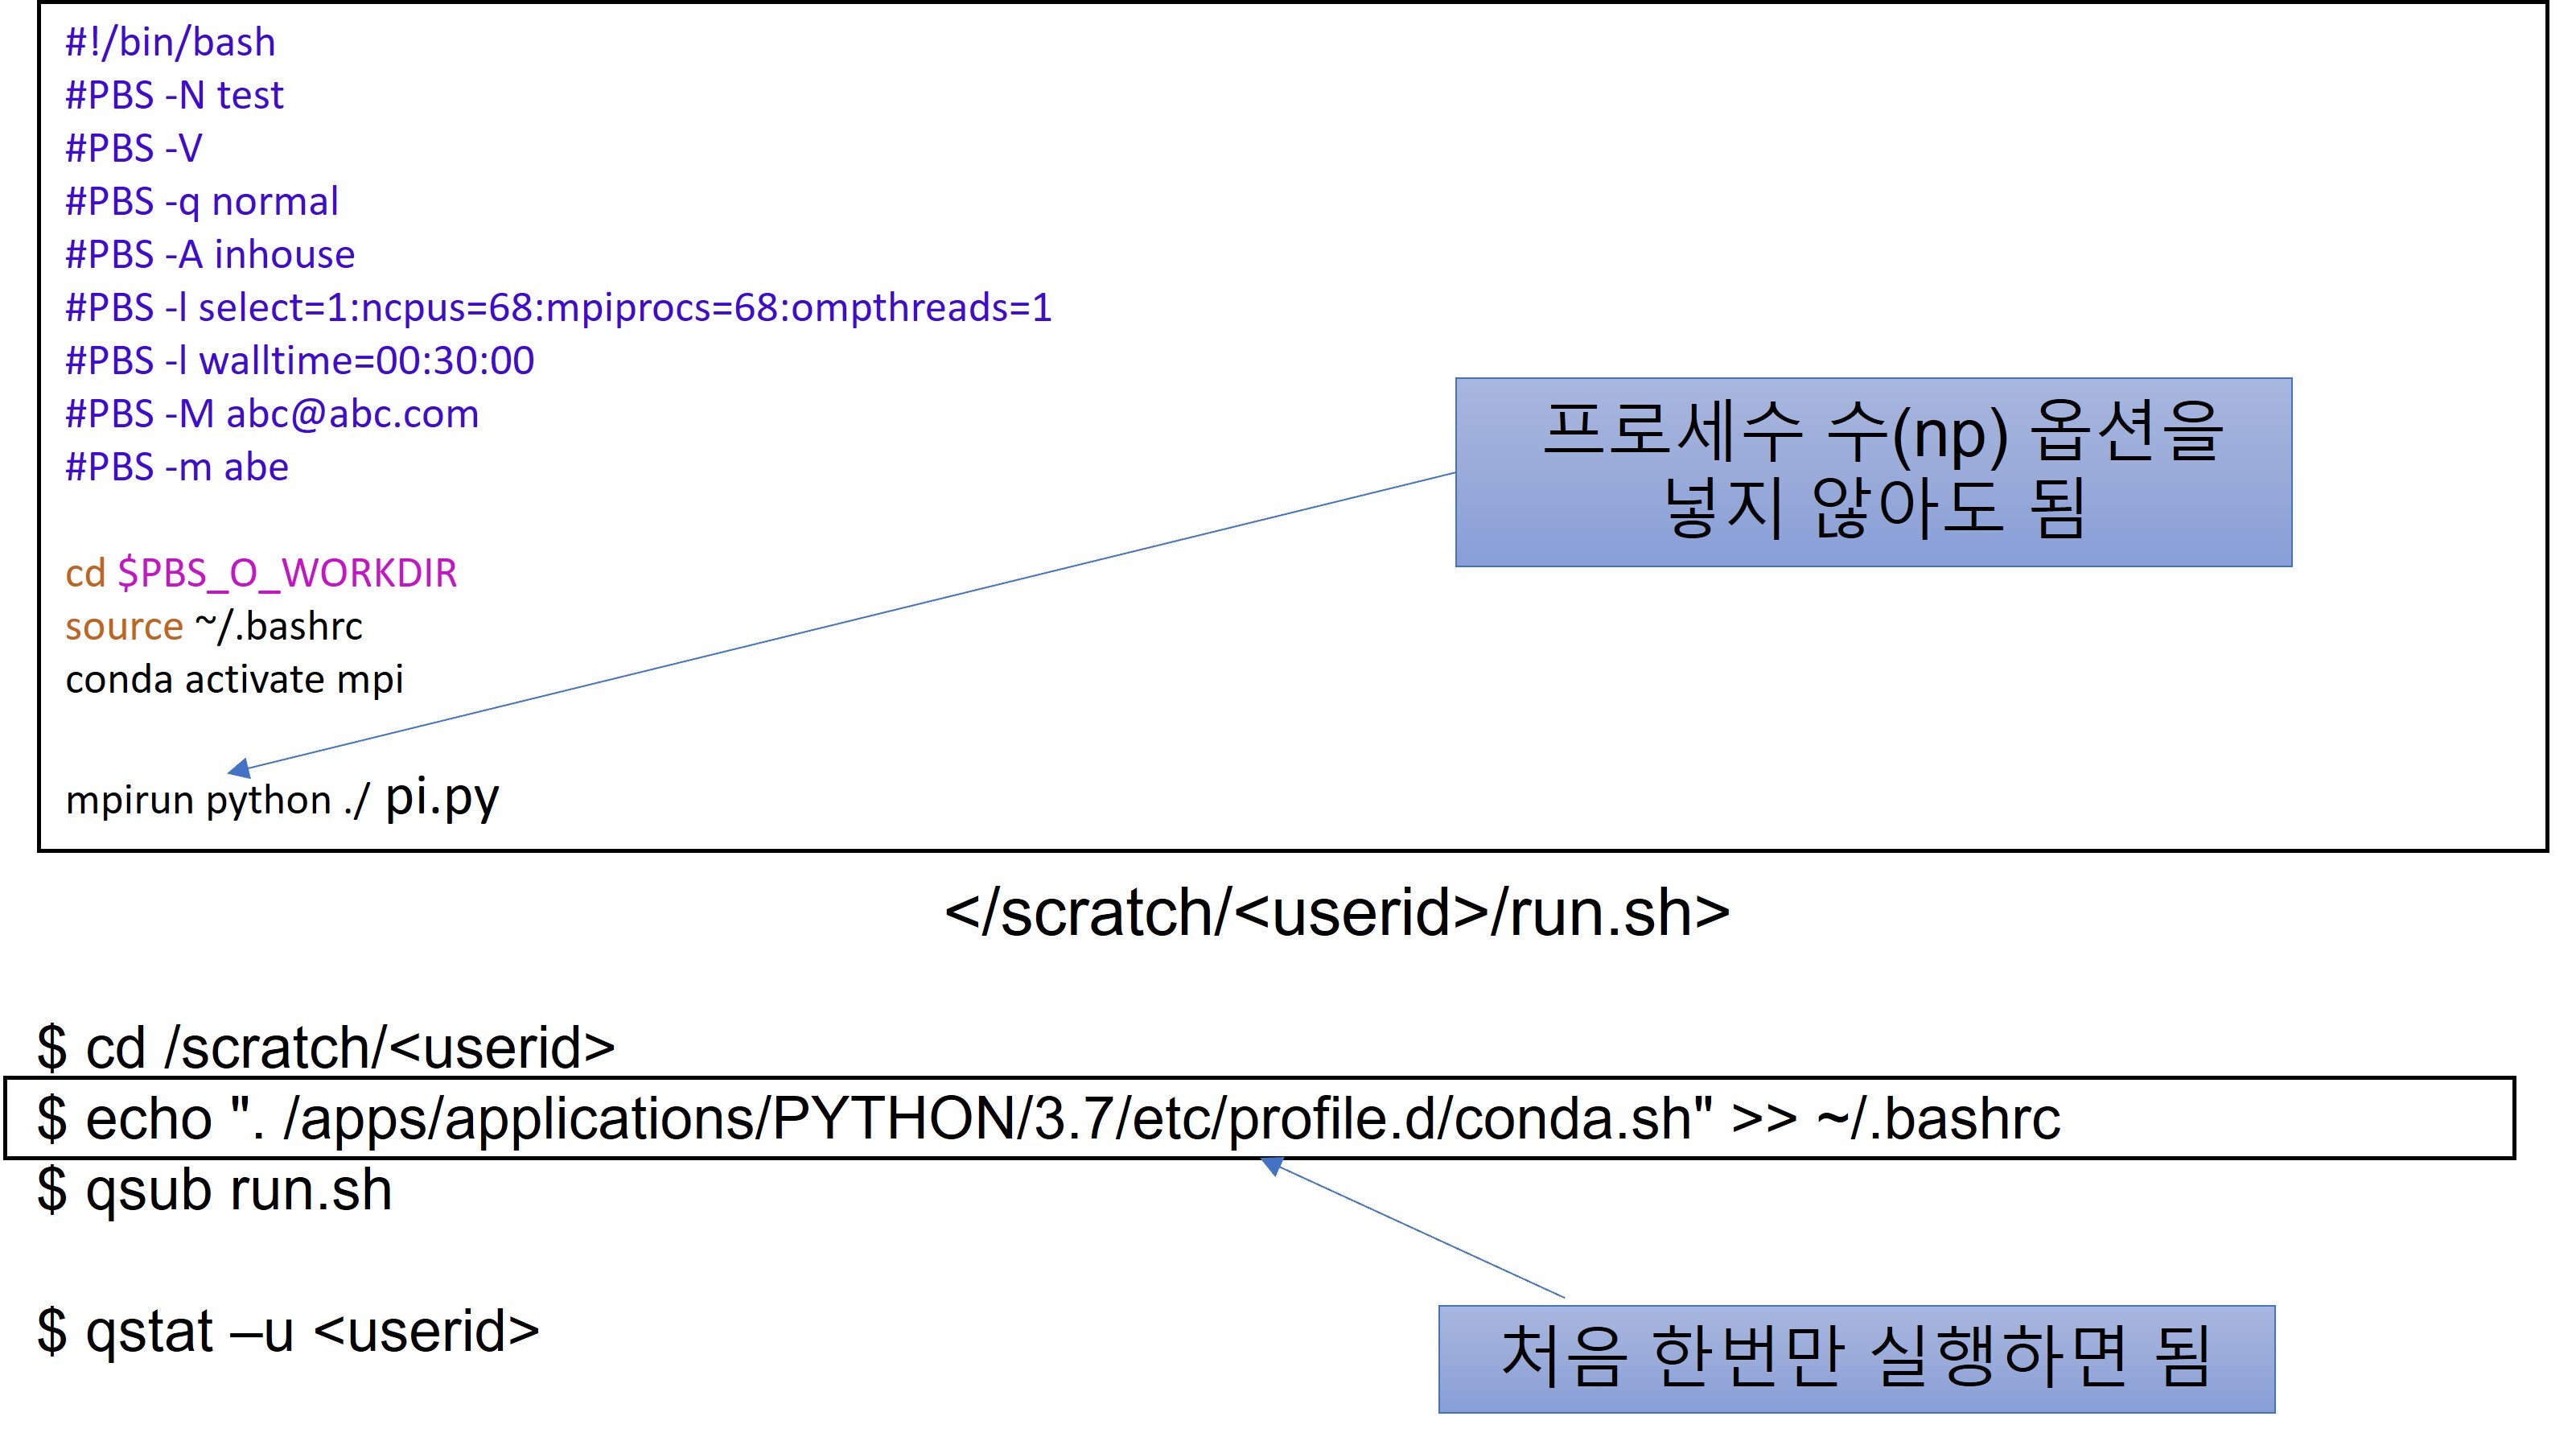 #!/bin/bash
#PBS -N test
#PBS -V
#PBS -q normal
#PBS -A inhouse
#PBS -l select=1:ncpus=68:mpiprocs=68:ompthreads=1
#PBS -l walltime=00:30:00
#PBS -M abc@abc.com
#PBS -m abe
프로세수 수(np) 옵션을
넣지 않아도 됨
cd $PBS_O_WORKDIR
source ~/.bashrc
conda activate mpi
mpirun python ./ pi.py
</scratch/<userid>/run.sh>
$ cd /scratch/<userid>
$ echo ". /apps/applications/PYTHON/3.7/etc/profile.d/conda.sh" >> ~/.bashrc
$ qsub run.sh
$ qstat –u <userid>
처음 한번만 실행하면 됨